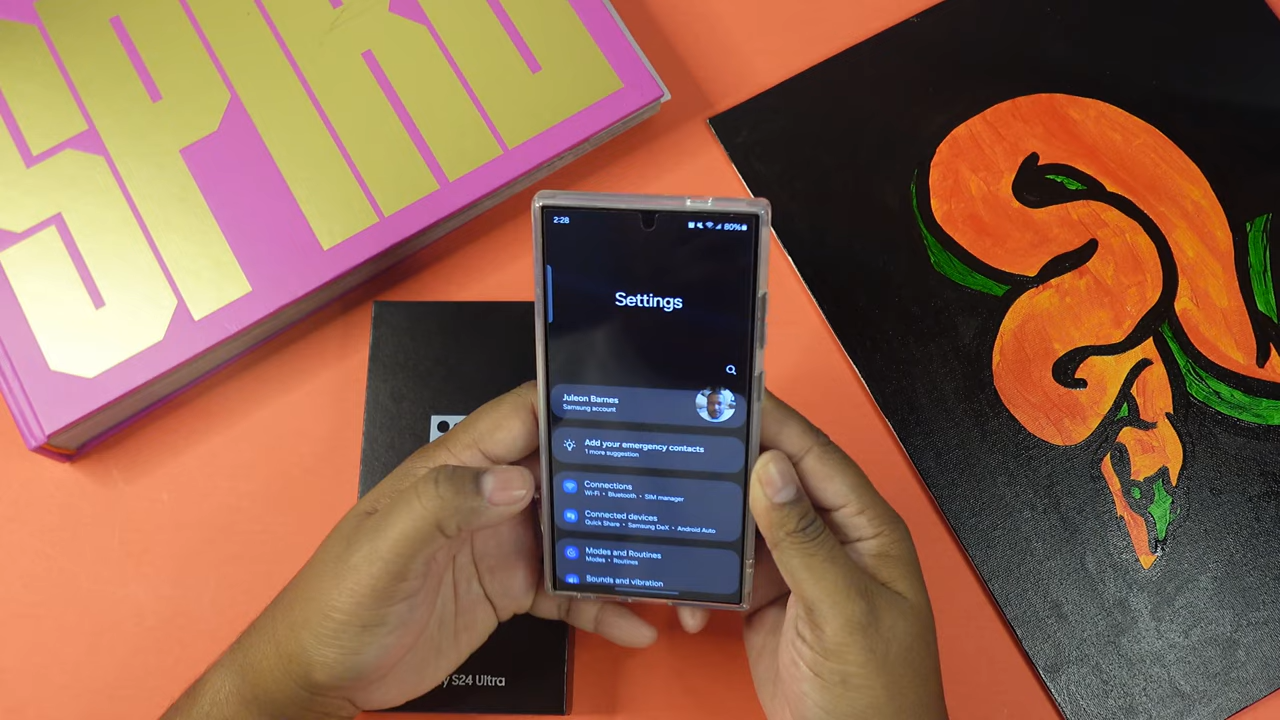 SPIKE
2:28
80%
Settings
Juleon Barnes
Samsung account
Add your emergency contacts
1 more suggestion
Connections
Wi-Fi • Bluetooth • SIM manager
Connected devices
Quick Share • Samsung DeX • Android Auto
Modes and Routines
Modes • Routines
Sounds and vibration
S24 Ultra